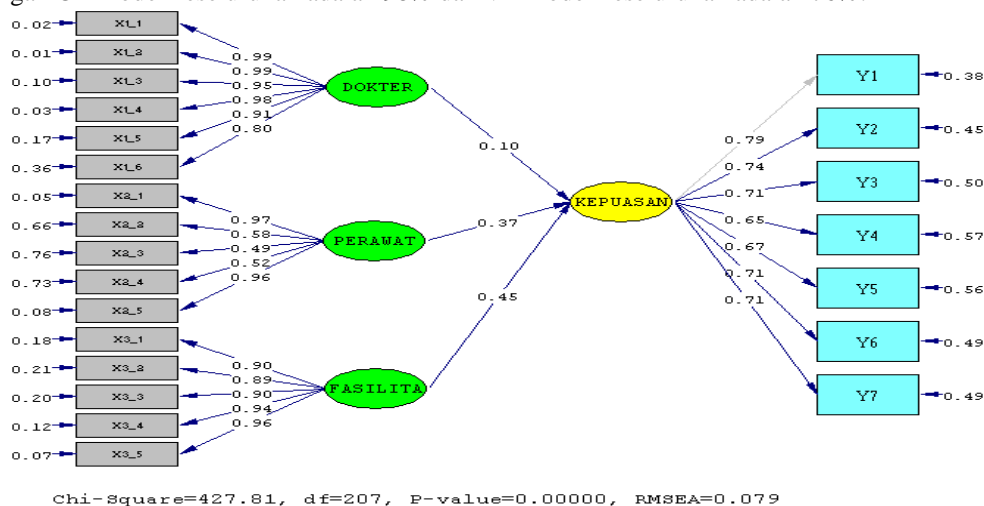 0.02 X1_1
0.01 X1_2
0.10 X1_3
0.03 X1_4
0.17 X1_5
0.36 X1_6
0.05 X2_1
0.66 X2_2
0.76 X2_3
0.73 X2_4
0.08 X2_5
0.18 X3_1
0.21 X3_2
0.20 X3_3
0.12 X3_4
0.07 X3_5
0.99
0.99
0.95
0.98
0.91
0.80
DOKTER
0.97
0.58
0.49
0.52
0.96
PERAWAT
0.90
0.89
0.90
0.94
0.96
FASILITA
0.10
0.37
0.45
KEPUASAN
0.79
0.74
0.71
0.65
0.67
0.71
0.71
Y1 0.38
Y2 0.45
Y3 0.50
Y4 0.57
Y5 0.56
Y6 0.49
Y7 0.49
Chi-Square=427.81, df=207, P-value=0.00000, RMSEA=0.079